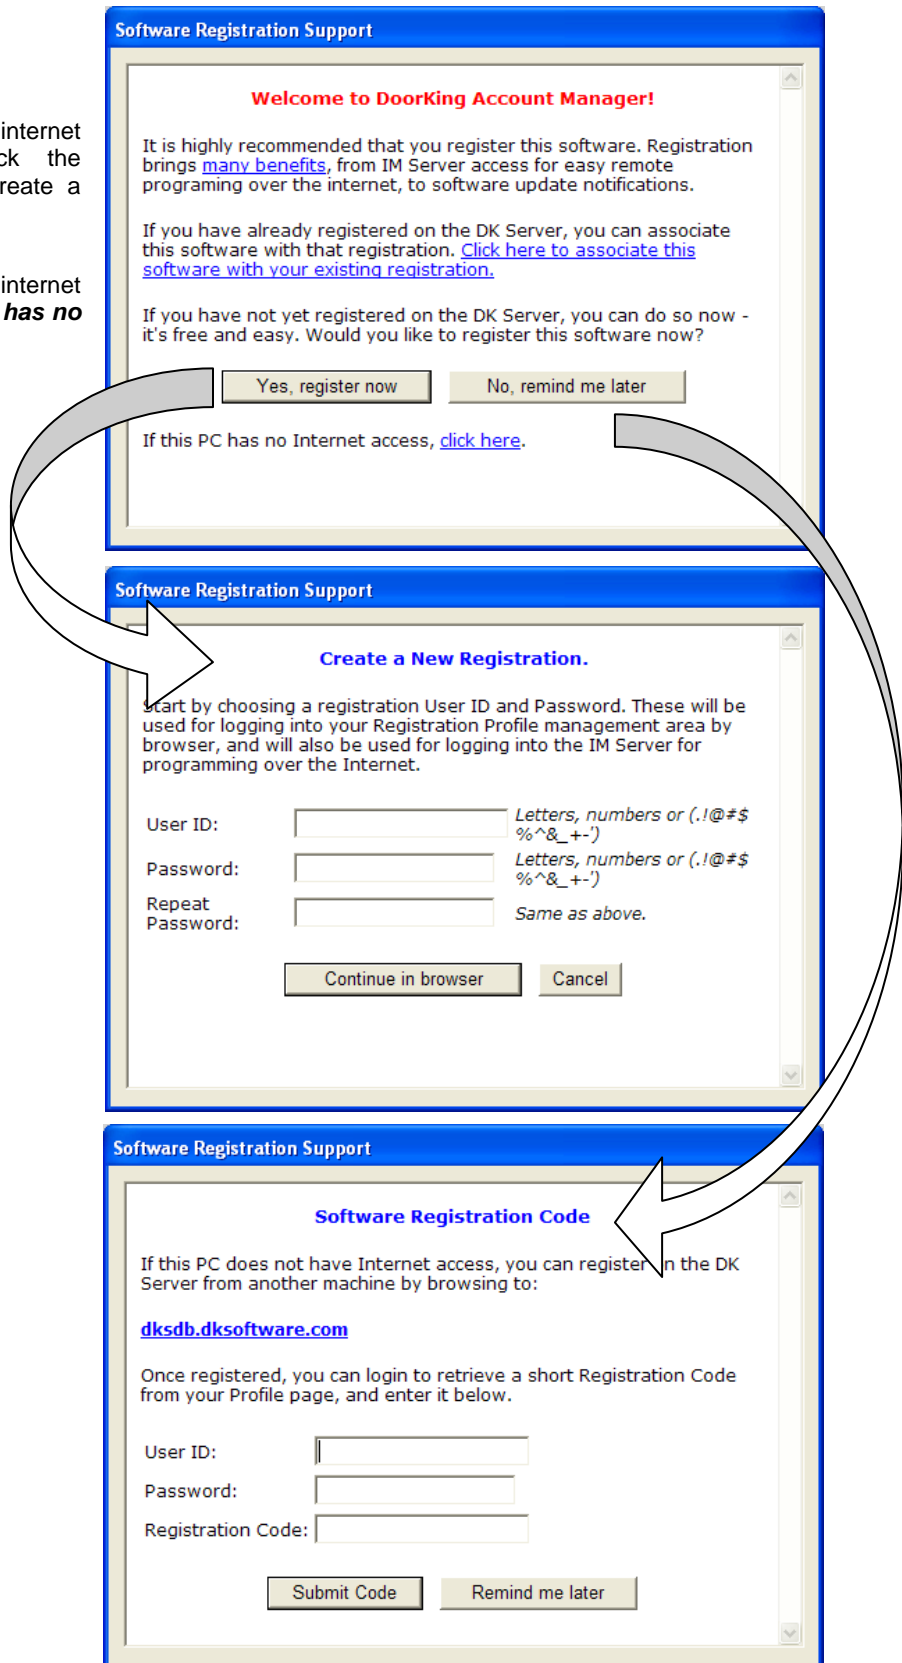 Software Registration Support
Welcome to DoorKing Account Manager!
internet
the
create a
internet
has no
It is highly recommended that you register this software. Registration
brings many benefits, from IM Server access for easy remote
programing over the internet, to software update notifications.
If you have already registered on the DK Server, you can associate
this software with that registration. Click here to associate this
software with your existing registration.
If you have not yet registered on the DK Server, you can do so now -
it's free and easy. Would you like to register this software now?
Yes, register now
No, remind me later
If this PC has no Internet access, click here.
Software Registration Support
Create a New Registration.
Start by choosing a registration User ID and Password. These will be
used for logging into your Registration Profile management area by
browser, and will also be used for logging into the IM Server for
programming over the Internet.
User ID:
Letters, numbers or (.!@#$
%^&_+-')
Password:
Letters, numbers or (.!@#$
%^&_+-')
Repeat
Password:
Same as above.
Continue in browser
Cancel
Software Registration Support
Software Registration Code
If this PC does not have Internet access, you can register on the DK
Server from another machine by browsing to:
dksdb.dksoftware.com
Once registered, you can login to retrieve a short Registration Code
from your Profile page, and enter it below.
User ID:
Password:
Registration Code:
Submit Code
Remind me later